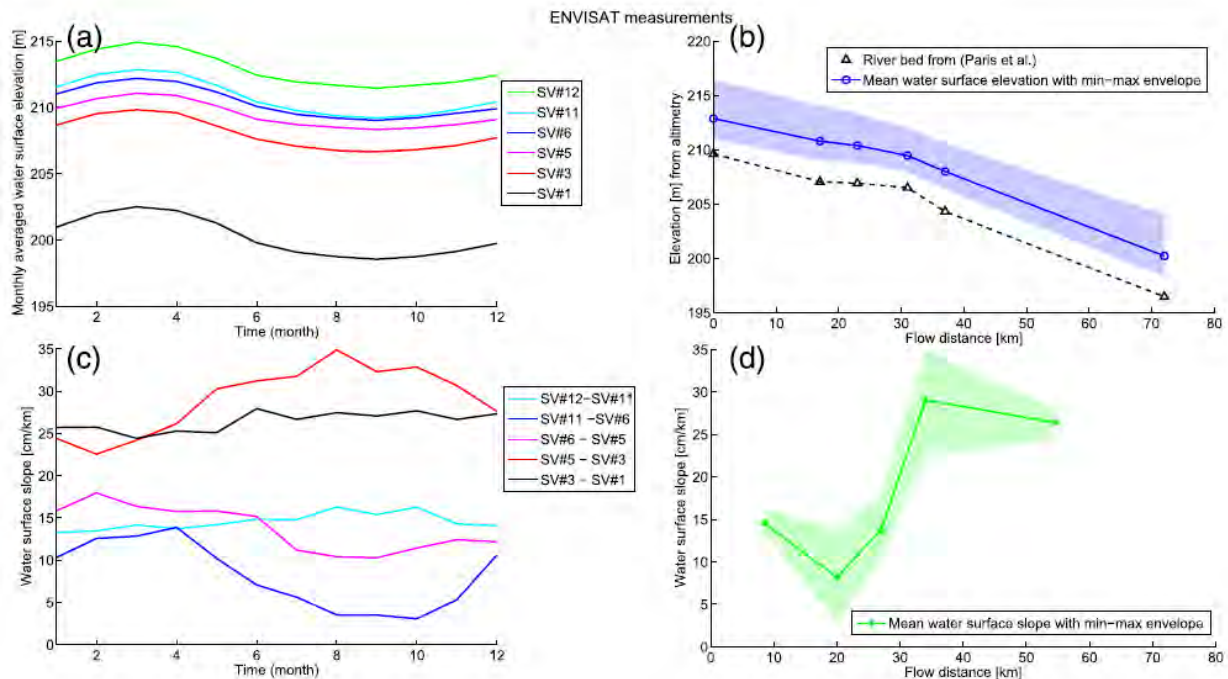 ENVISAT measurements
(a)
Monthly averaged water surface elevation [m]
215
210
205
200
195
2
4
6
8
10
12
Time (month)
SV#12
SV#11
SV#6
SV#5
SV#3
SV#1
(b)
Elevation [m] from altimetry
220
215
210
205
200
195
0
10
20
30
40
50
60
70
80
Flow distance [km]
River bed from (Paris et al.)
Mean water surface elevation with min-max envelope
(c)
Water surface slope [cm/km]
35
30
25
20
15
10
5
0
2
4
6
8
10
12
Time (month)
SV#12-SV#11
SV#11 -SV#6
SV#6 - SV#5
SV#5 - SV#3
SV#3 - SV#1
(d)
Water surface slope [cm/km]
35
30
25
20
15
10
5
0
0
10
20
30
40
50
60
70
80
Flow distance [km]
Mean water surface slope with min-max envelope